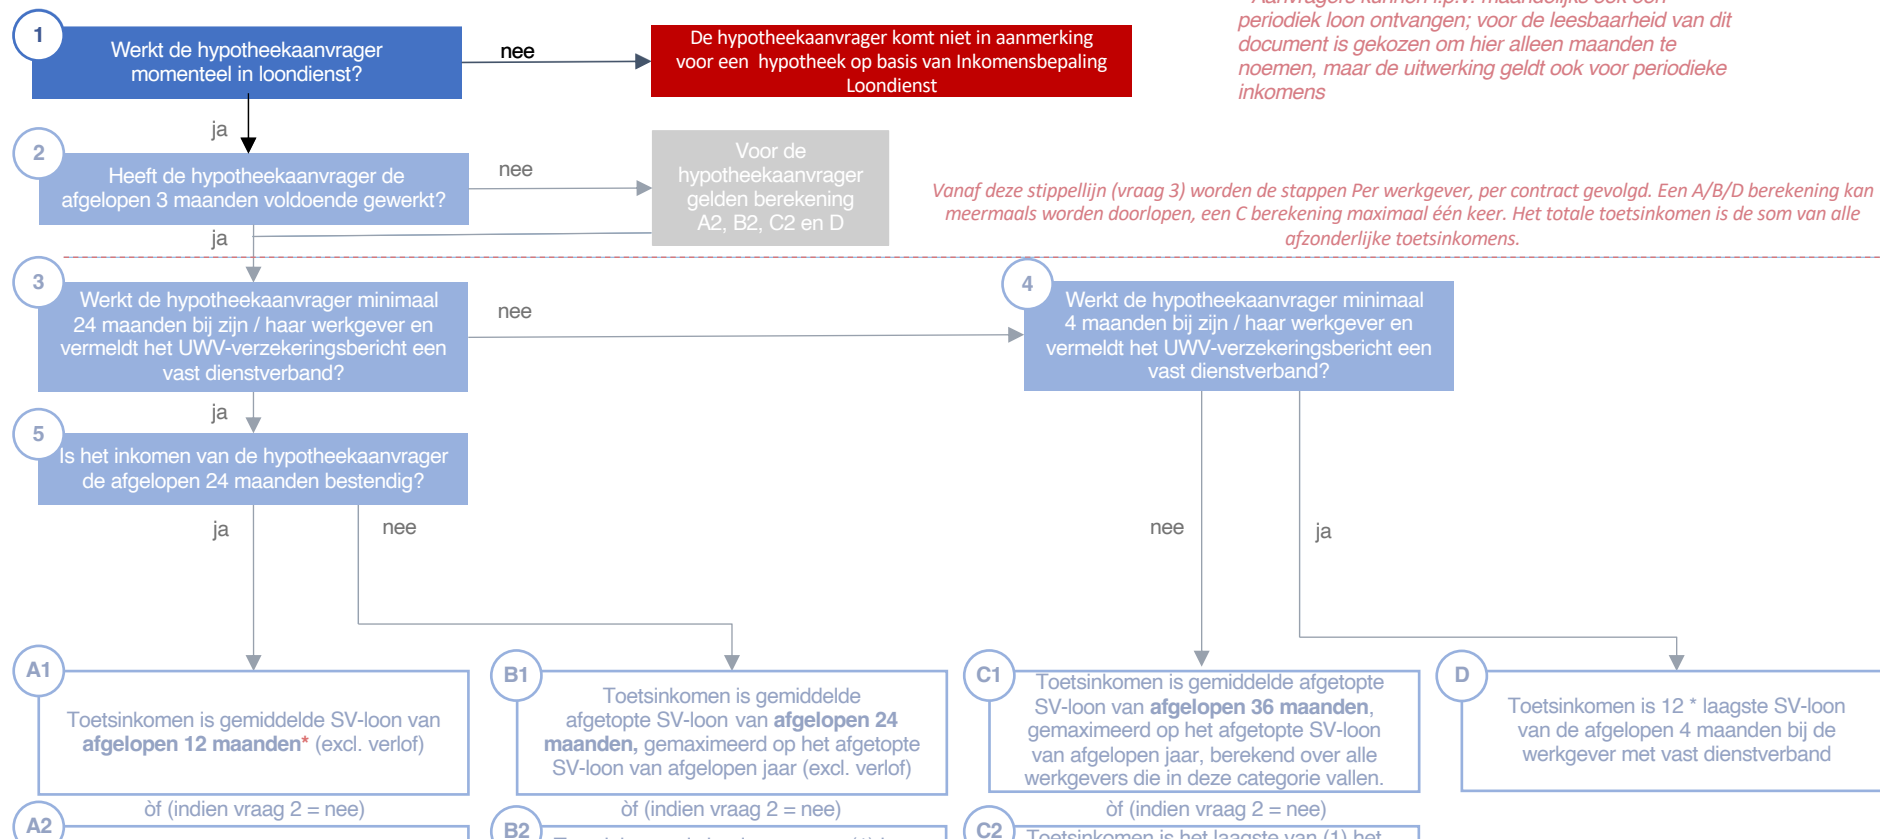 * Aanvragers kunnen i.p.v. maandelijks ook een
periodiek loon ontvangen; voor de leesbaarheid van dit
document is gekozen om hier alleen maanden te
noemen, maar de uitwerking geldt ook voor periodieke
inkomens
1
Werkt de hypotheekaanvrager
momenteel in loondienst?
nee
De hypotheekaanvrager komt niet in aanmerking
voor een hypotheek op basis van Inkomensbepaling
Loondienst
ja
2
Heeft de hypotheekaanvrager de
afgelopen 3 maanden voldoende gewerkt?
nee
Voor de
hypotheekaanvrager
gelden berekening
A2, B2, C2 en D
ja
Vanaf deze stippellijn (vraag 3) worden de stappen Per werkgever, per contract gevolgd. Een A/B/D berekening kan
meermaals worden doorlopen, een C berekening maximaal één keer. Het totale toetsinkomen is de som van alle
afzonderlijke toetsinkomens.
3
Werkt de hypotheekaanvrager minimaal
24 maanden bij zijn / haar werkgever en
vermeldt het UWV-verzekeringsbericht een
vast dienstverband?
nee
4
Werkt de hypotheekaanvrager minimaal
4 maanden bij zijn / haar werkgever en
vermeldt het UWV-verzekeringsbericht een
vast dienstverband?
ja
5
Is het inkomen van de hypotheekaanvrager
de afgelopen 24 maanden bestendig?
ja
nee
nee
ja
A1
Toetsinkomen is gemiddelde SV-loon van
afgelopen 12 maanden* (excl. verlof)
òf (indien vraag 2 = nee)
A2
B1
Toetsinkomen is gemiddelde
afgetopte SV-loon van afgelopen 24
maanden, gemaximeerd op het afgetopte
SV-loon van afgelopen jaar (excl. verlof)
òf (indien vraag 2 = nee)
B2
C1
Toetsinkomen is gemiddelde afgetopte
SV-loon van afgelopen 36 maanden,
gemaximeerd op het afgetopte SV-loon
van afgelopen jaar, berekend over alle
werkgevers die in deze categorie vallen.
òf (indien vraag 2 = nee)
C2
Toetsinkomen is het laagste van (1) het
D
Toetsinkomen is 12 * laagste SV-loon
van de afgelopen 4 maanden bij de
werkgever met vast dienstverband